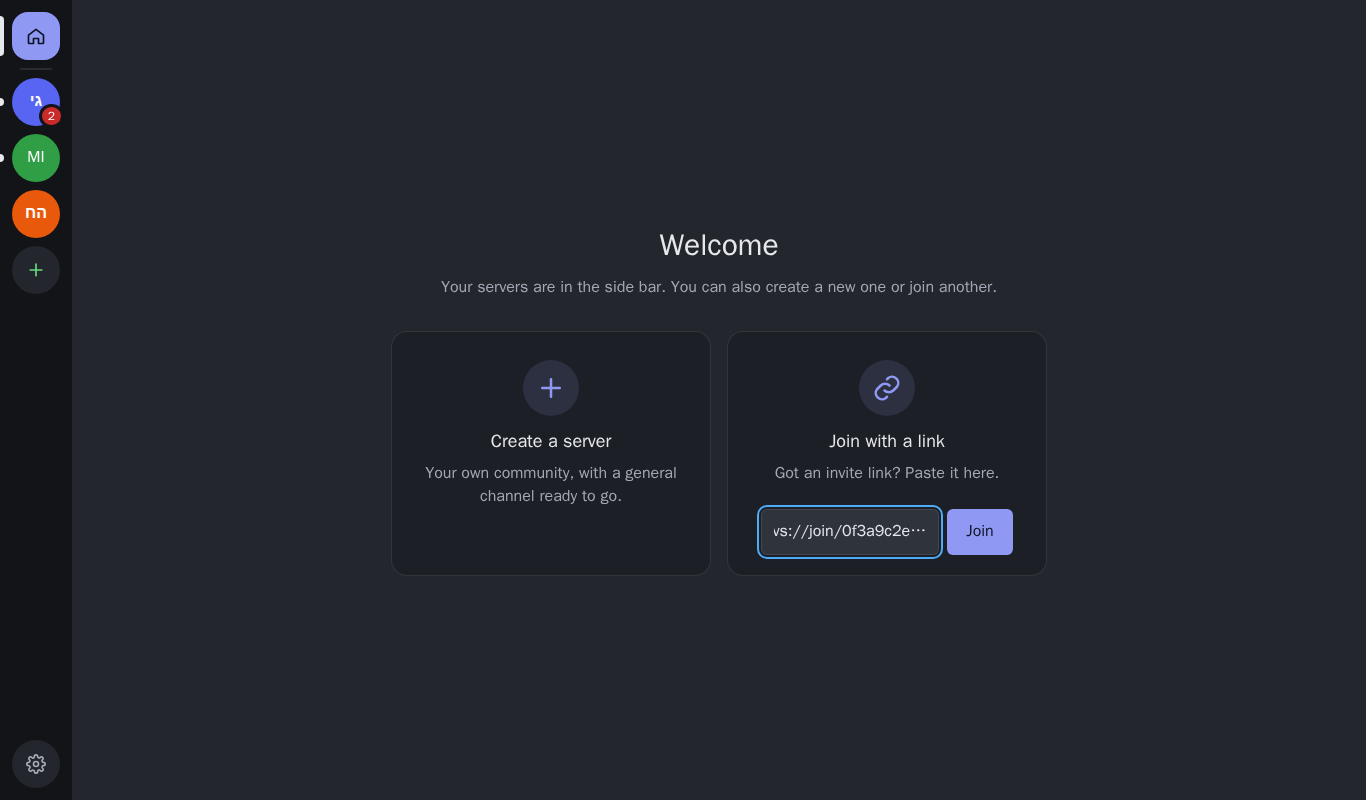 גי
2
MI
הח
Welcome
Your servers are in the side bar. You can also create a new one or join another.
Create a server
Your own community, with a general
channel ready to go.
Join with a link
Got an invite link? Paste it here.
vs://join/0f3a9c2e…
Join